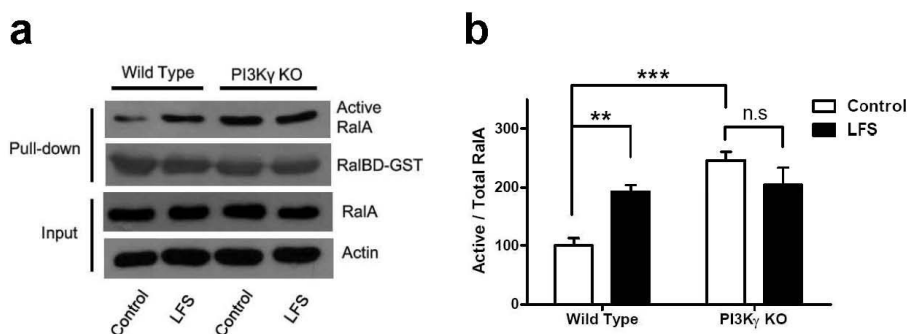 a
Wild Type
PI3Kγ KO
Pull-down
Active
RalA
RalBD-GST
Input
RalA
Actin
Control
LFS
Control
LFS
b
Active / Total RalA
300
200
100
0
**
***
n.s
Control
LFS
Wild Type
PI3Kγ KO